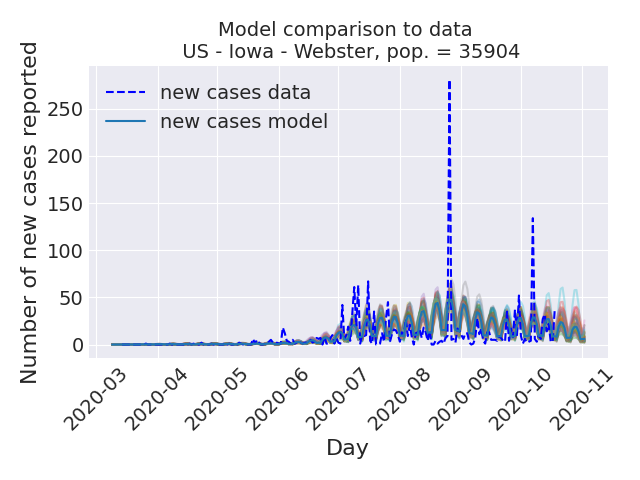 Model comparison to data
US - Iowa - Webster, pop. = 35904
Number of new cases reported
250
200
150
100
50
0
new cases data
new cases model
2020-03
2020-04
2020-05
2020-06
2020-07
2020-08
2020-09
2020-10
2020-11
Day